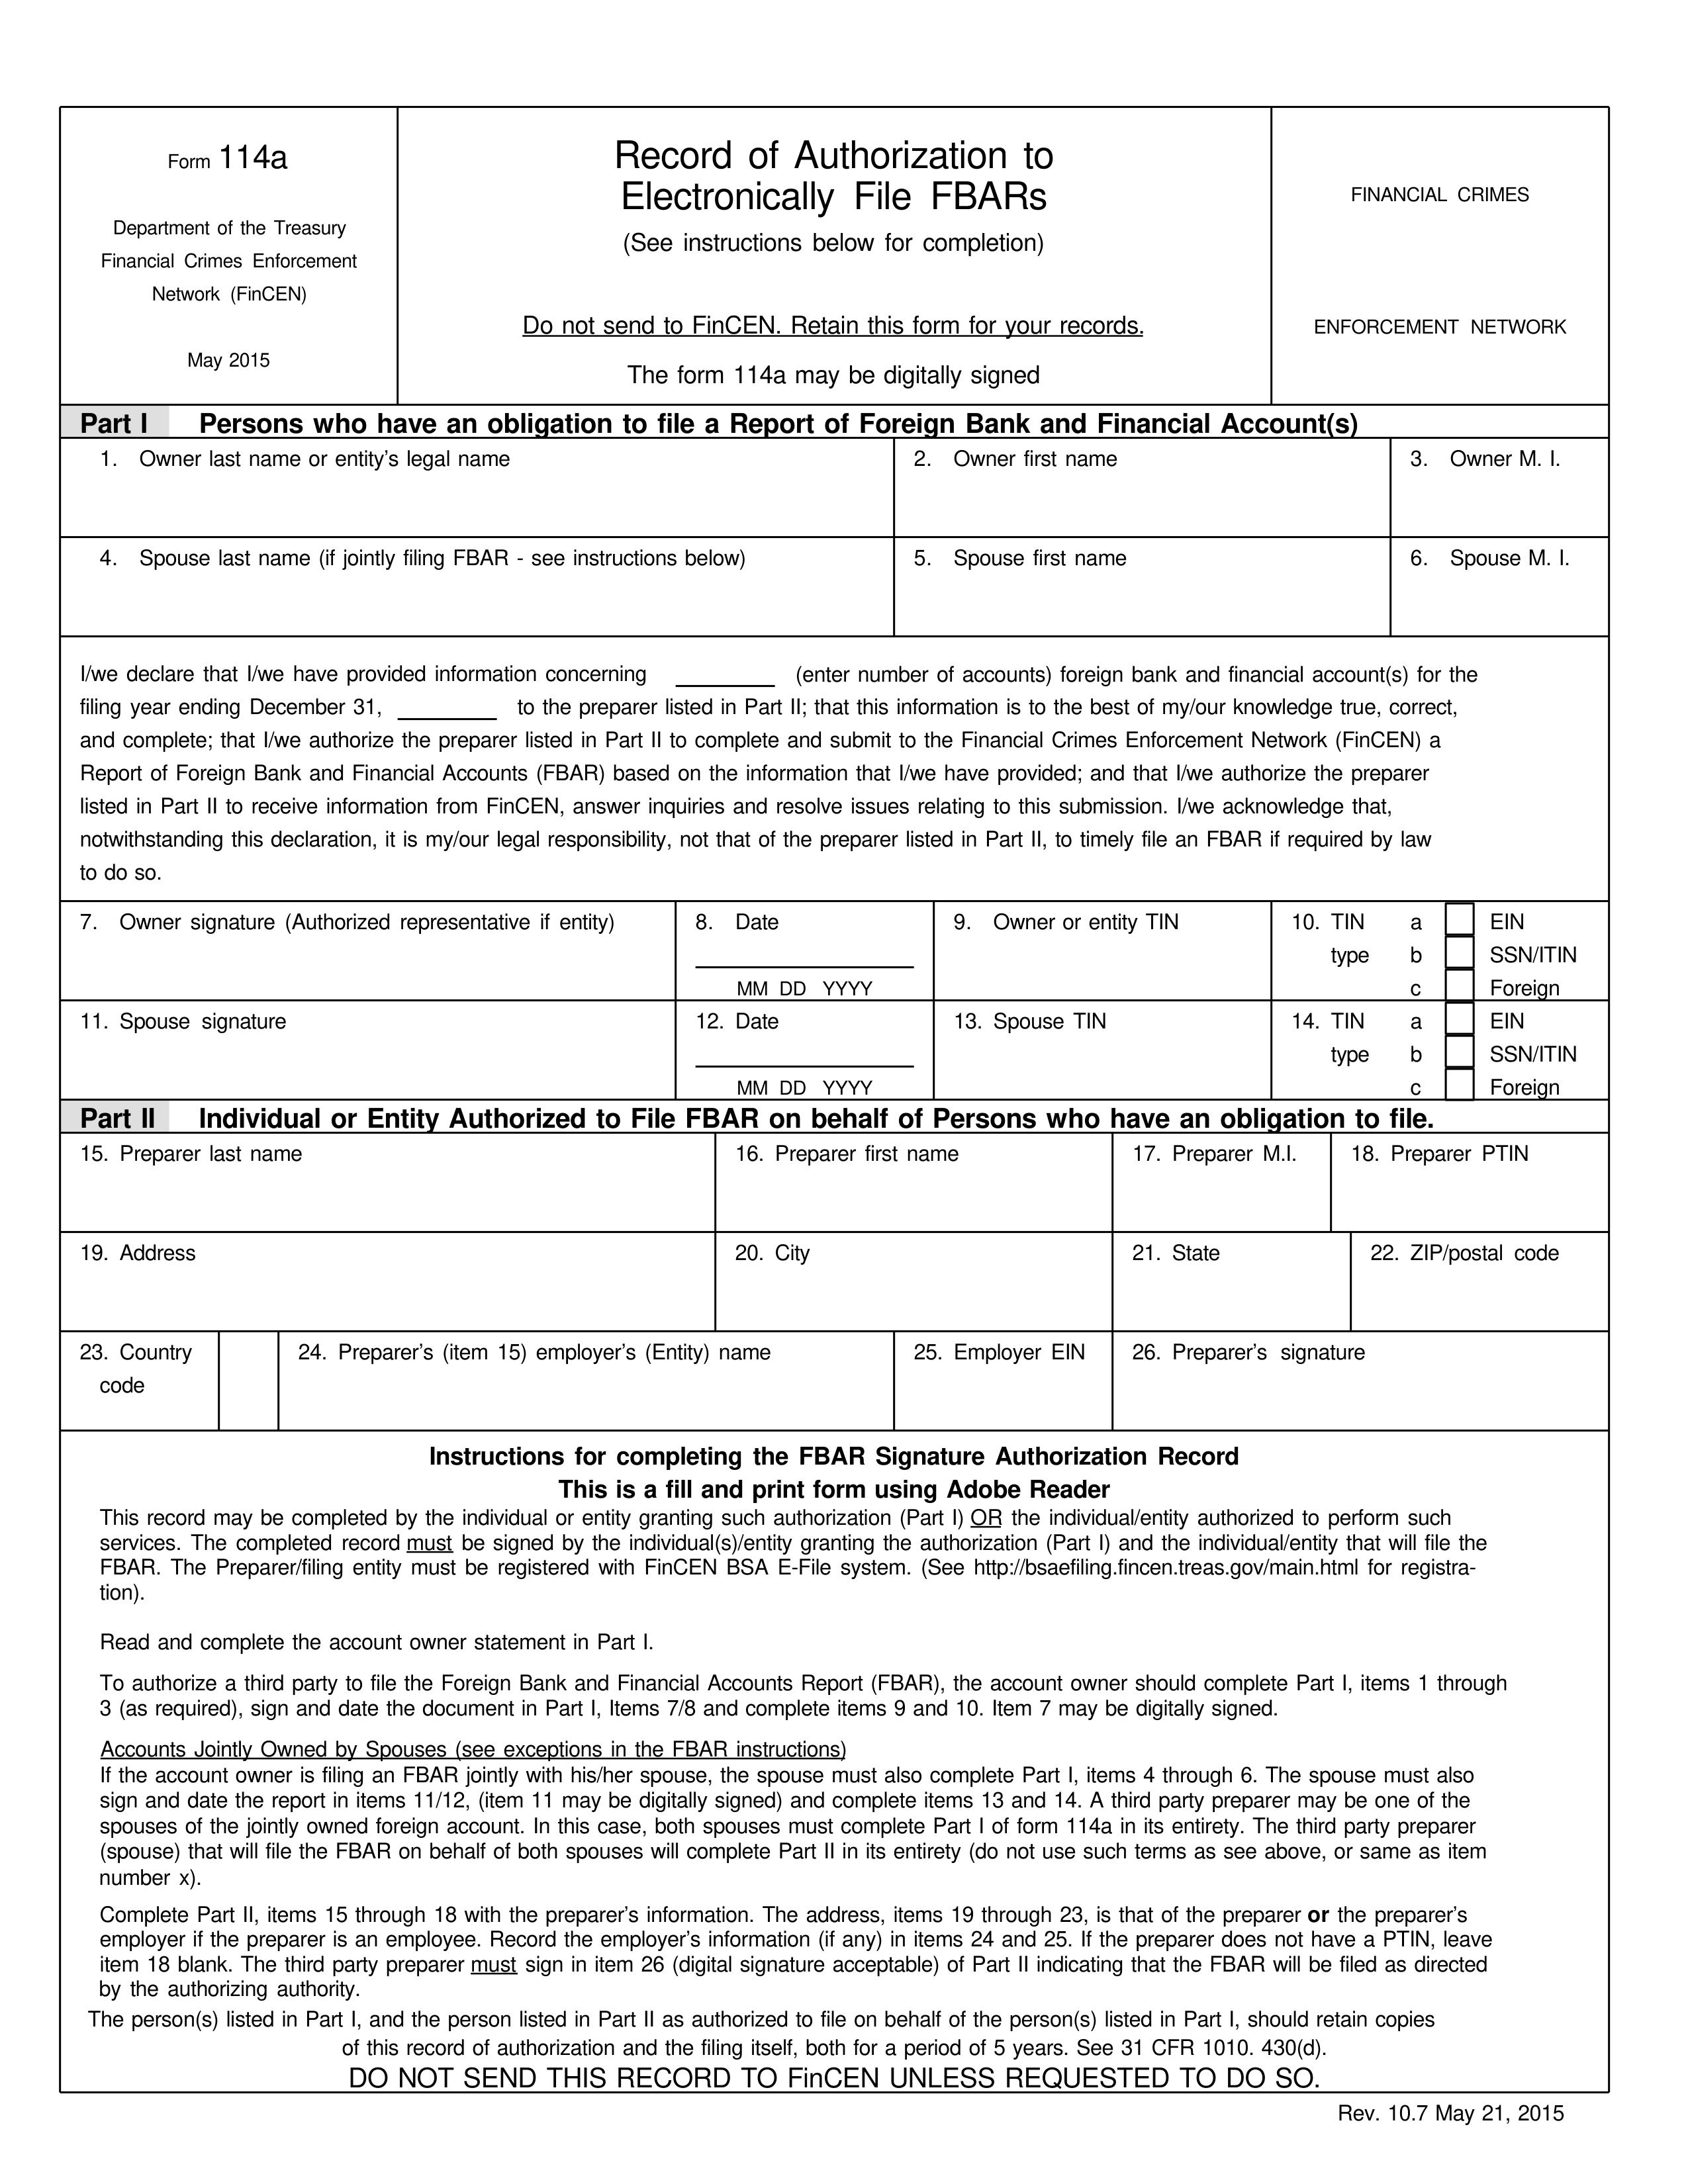 Form 114a
Department of the Treasury
Financial Crimes Enforcement
Network (FinCEN)
May 2015
Record of Authorization to
Electronically File FBARs
(See instructions below for completion)
Do not send to FinCEN. Retain this form for your records.
The form 114a may be digitally signed
FINANCIAL CRIMES
ENFORCEMENT NETWORK
Part I Persons who have an obligation to file a Report of Foreign Bank and Financial Account(s)
1. Owner last name or entity’s legal name
2. Owner first name
3. Owner M. I.
4. Spouse last name (if jointly filing FBAR - see instructions below)
5. Spouse first name
6. Spouse M. I.
I/we declare that I/we have provided information concerning ________ (enter number of accounts) foreign bank and financial account(s) for the
filing year ending December 31, ________ to the preparer listed in Part II; that this information is to the best of my/our knowledge true, correct,
and complete; that I/we authorize the preparer listed in Part II to complete and submit to the Financial Crimes Enforcement Network (FinCEN) a
Report of Foreign Bank and Financial Accounts (FBAR) based on the information that I/we have provided; and that I/we authorize the preparer
listed in Part II to receive information from FinCEN, answer inquiries and resolve issues relating to this submission. I/we acknowledge that,
notwithstanding this declaration, it is my/our legal responsibility, not that of the preparer listed in Part II, to timely file an FBAR if required by law
to do so.
7. Owner signature (Authorized representative if entity)
8. Date
MM DD YYYY
9. Owner or entity TIN
10. TIN a EIN
type b SSN/ITIN
c Foreign
11. Spouse signature
12. Date
MM DD YYYY
13. Spouse TIN
14. TIN a EIN
type b SSN/ITIN
c Foreign
Part II Individual or Entity Authorized to File FBAR on behalf of Persons who have an obligation to file.
15. Preparer last name
16. Preparer first name
17. Preparer M.I.
18. Preparer PTIN
19. Address
20. City
21. State
22. ZIP/postal code
23. Country
code
24. Preparer’s (item 15) employer’s (Entity) name
25. Employer EIN
26. Preparer’s signature
Instructions for completing the FBAR Signature Authorization Record
This is a fill and print form using Adobe Reader
This record may be completed by the individual or entity granting such authorization (Part I) OR the individual/entity authorized to perform such
services. The completed record must be signed by the individual(s)/entity granting the authorization (Part I) and the individual/entity that will file the
FBAR. The Preparer/filing entity must be registered with FinCEN BSA E-File system. (See http://bsaefiling.fincen.treas.gov/main.html for registra-
tion).
Read and complete the account owner statement in Part I.
To authorize a third party to file the Foreign Bank and Financial Accounts Report (FBAR), the account owner should complete Part I, items 1 through
3 (as required), sign and date the document in Part I, Items 7/8 and complete items 9 and 10. Item 7 may be digitally signed.
Accounts Jointly Owned by Spouses (see exceptions in the FBAR instructions)
If the account owner is filing an FBAR jointly with his/her spouse, the spouse must also complete Part I, items 4 through 6. The spouse must also
sign and date the report in items 11/12, (item 11 may be digitally signed) and complete items 13 and 14. A third party preparer may be one of the
spouses of the jointly owned foreign account. In this case, both spouses must complete Part I of form 114a in its entirety. The third party preparer
(spouse) that will file the FBAR on behalf of both spouses will complete Part II in its entirety (do not use such terms as see above, or same as item
number x).
Complete Part II, items 15 through 18 with the preparer’s information. The address, items 19 through 23, is that of the preparer or the preparer’s
employer if the preparer is an employee. Record the employer’s information (if any) in items 24 and 25. If the preparer does not have a PTIN, leave
item 18 blank. The third party preparer must sign in item 26 (digital signature acceptable) of Part II indicating that the FBAR will be filed as directed
by the authorizing authority.
The person(s) listed in Part I, and the person listed in Part II as authorized to file on behalf of the person(s) listed in Part I, should retain copies
of this record of authorization and the filing itself, both for a period of 5 years. See 31 CFR 1010. 430(d).
DO NOT SEND THIS RECORD TO FinCEN UNLESS REQUESTED TO DO SO.
Rev. 10.7 May 21, 2015